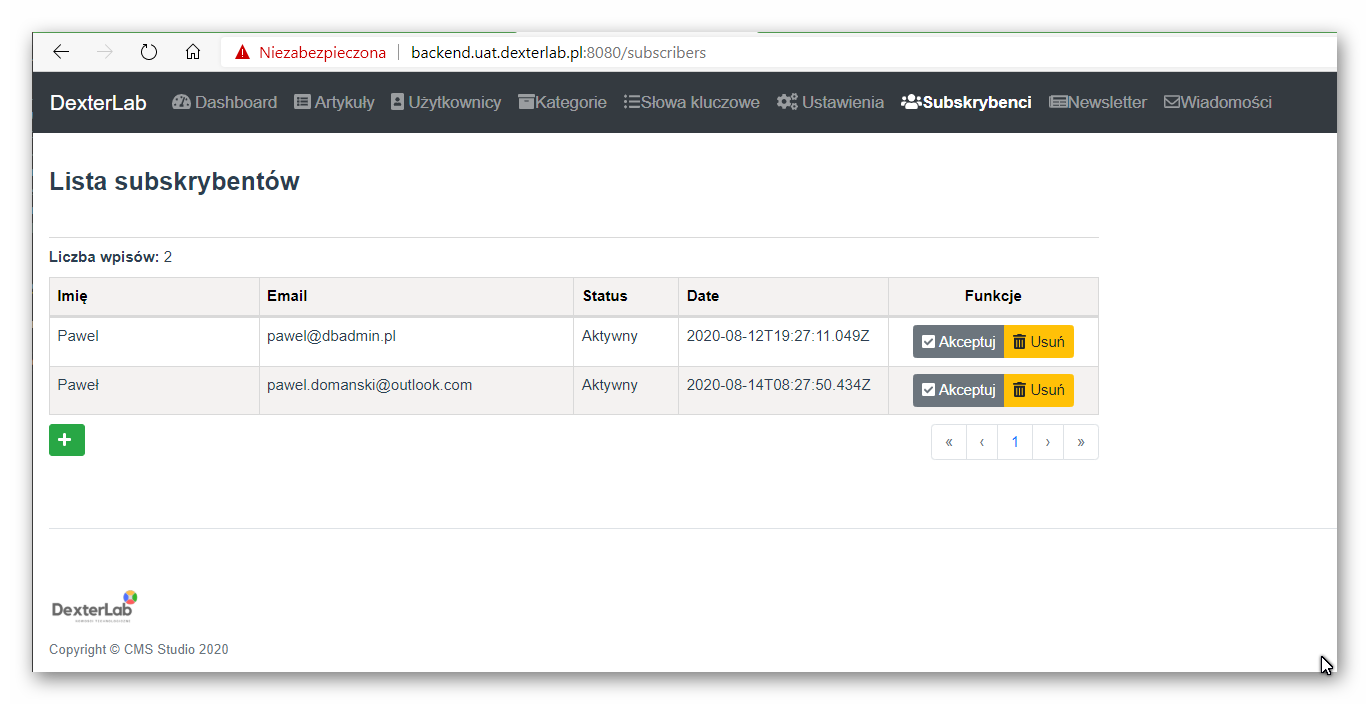 Niezabezpieczona | backend.uat.dexterlab.pl:8080/subscribers
DexterLab Dashboard Artykuły Użytkownicy Kategorie Słowa kluczowe Ustawienia Subskrybenci Newsletter Wiadomości
Lista subskrybentów
Liczba wpisów: 2
Imię Email Status Date Funkcje
Pawel pawel@dbadmin.pl Aktywny 2020-08-12T19:27:11.049Z Akceptuj Usuń
Paweł pawel.domanski@outlook.com Aktywny 2020-08-14T08:27:50.434Z Akceptuj Usuń
+ « ‹ 1 › »
DexterLab
Copyright © CMS Studio 2020